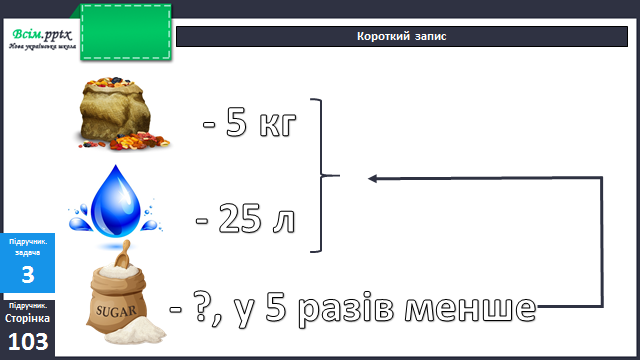 Всім.pptx
Нова українська школа
Короткий запис
- 5 кг
- 25 л
Підручник.
задача
3
SUGAR
- ?, у 5 разів менше
Підручник.
Сторінка
103